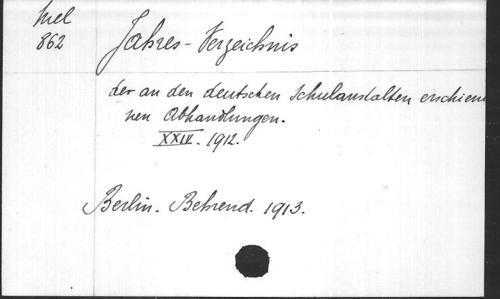 Mel
862
Jahres-Verzeichnis
der an den deutschen Schulanstalten erschiene
nen Abhandlungen.
XXIV. 1912.
Berlin. Behrend. 1913.